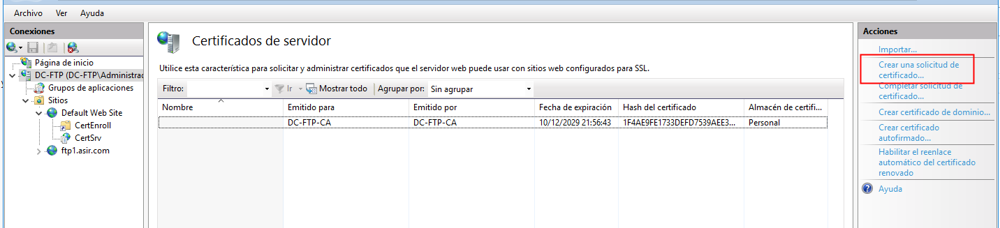 Archivo Ver Ayuda
Conexiones
Página de inicio
DC-FTP (DC-FTP\Administrac
Grupos de aplicaciones
Sitios
Default Web Site
CertEnroll
CertSrv
ftp1.asir.com
Certificados de servidor
Utilice esta característica para solicitar y administrar certificados que el servidor web puede usar con sitios web configurados para SSL.
Filtro: Ir Mostrar todo Agrupar por: Sin agrupar
Nombre Emitido para Emitido por Fecha de expiración Hash del certificado Almacén de certifi...
DC-FTP-CA DC-FTP-CA 10/12/2029 21:56:43 1F4AE9FE1733DEFD7539AEE3... Personal
Acciones
Importar...
Crear una solicitud de
certificado...
Completar solicitud de
certificado...
Crear certificado de dominio...
Crear certificado
autofirmado...
Habilitar el reenlace
automático del certificado
renovado
Ayuda